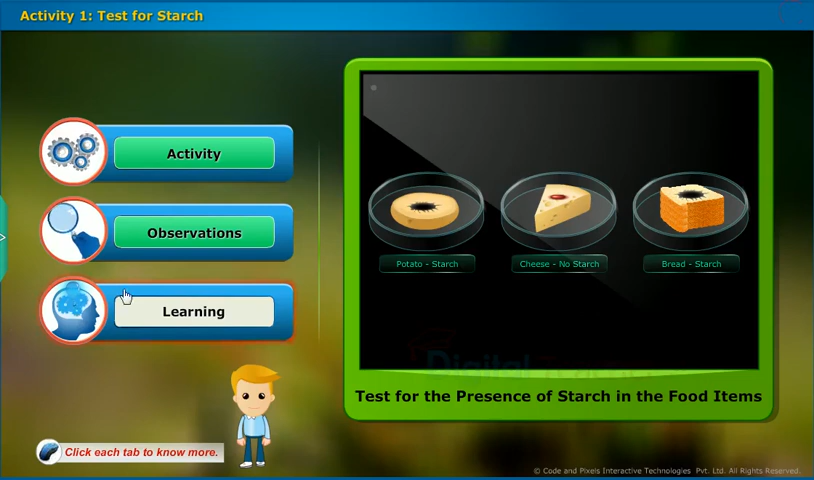 Activity 1: Test for Starch
Activity
Observations
Learning
Potato - Starch
Cheese - No Starch
Bread - Starch
Digital
Test for the Presence of Starch in the Food Items
Click each tab to know more.
© Code and Pixels Interactive Technologies Pvt. Ltd. All Rights Reserved.